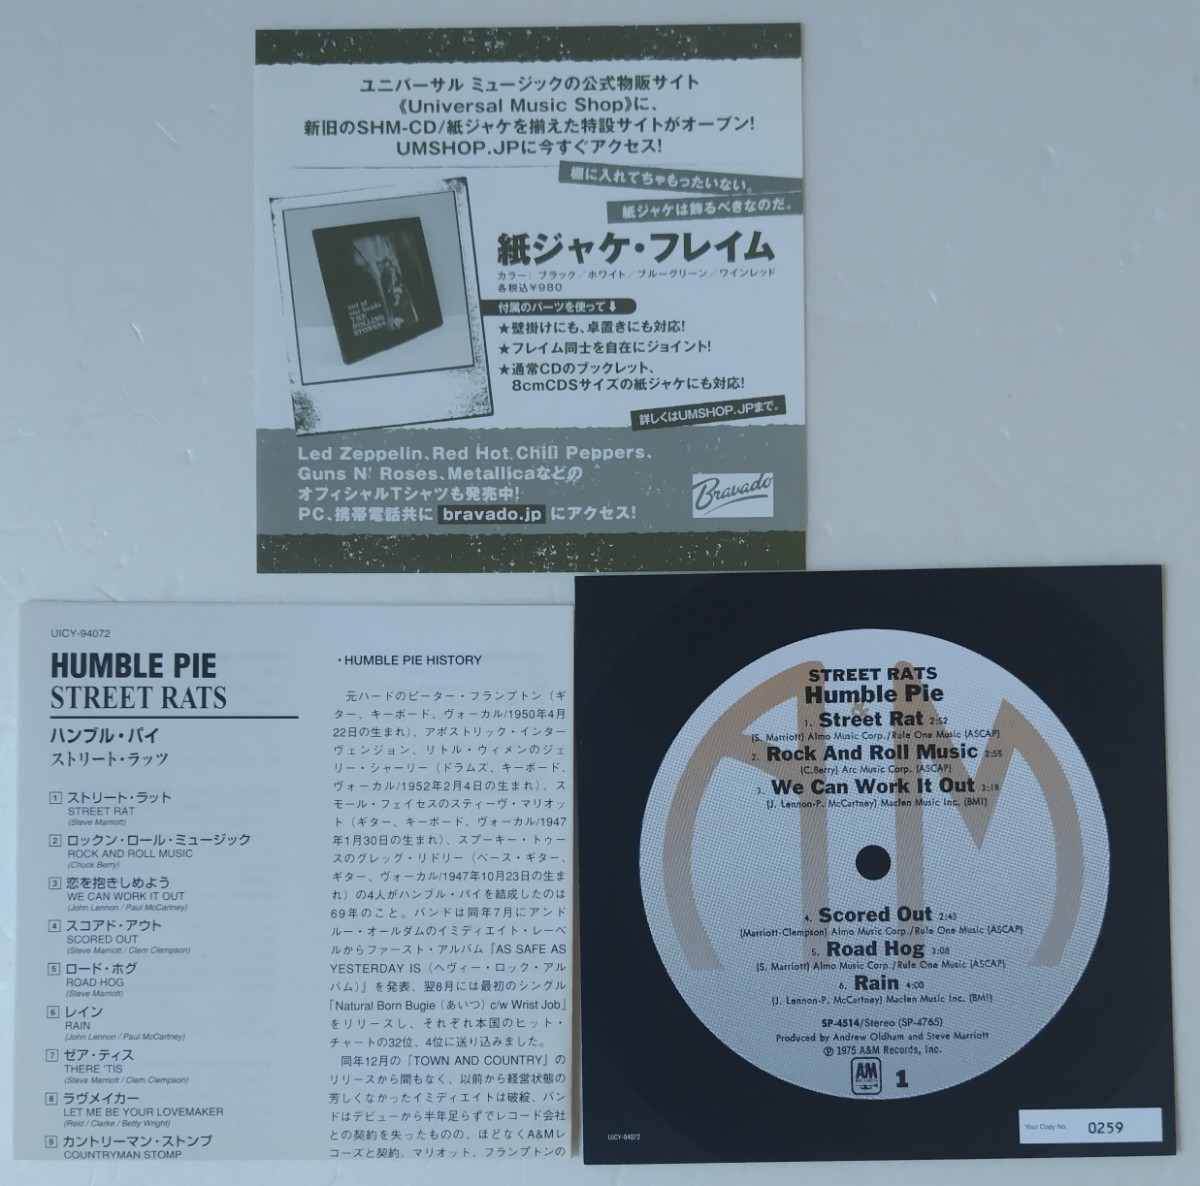 ユニバーサル ミュージックの公式物販サイト
《Universal Music Shop》に、
新旧のSHM-CD/紙ジャケを揃えた特設サイトがオープン!
UMSHOP.JPに今すぐアクセス!
棚に入れてちゃもったいない。
紙ジャケは飾るべきなのだ。
紙ジャケ・フレイム
カラー：ブラック／ホワイト／ブルーグリーン／ワインレッド
各税込￥980
付属のパーツを使って⬇
★壁掛けにも、卓置きにも対応!
★フレイム同士を自在にジョイント!
★通常CDのブックレット、
8cmCDSサイズの紙ジャケにも対応!
詳しくはUMSHOP.JPまで。
out of
our heads
THE
ROLLING
STONES
Led Zeppelin、Red Hot Chili Peppers、
Guns N' Roses、Metallicaなどの
オフィシャルTシャツも発売中!
PC、携帯電話共に bravado.jp にアクセス!
Bravado
UICY-94072
HUMBLE PIE
STREET RATS
ハンブル・パイ
ストリート・ラッツ
1 ストリート・ラット
STREET RAT
(Steve Marriott)
2 ロックン・ロール・ミュージック
ROCK AND ROLL MUSIC
(Chuck Berry)
3 恋を抱きしめよう
WE CAN WORK IT OUT
(John Lennon / Paul McCartney)
4 スコアド・アウト
SCORED OUT
(Steve Marriott / Clem Clempson)
5 ロード・ホグ
ROAD HOG
(Steve Marriott)
6 レイン
RAIN
(John Lennon / Paul McCartney)
7 ゼア・ティス
THERE 'TIS
(Steve Marriott / Clem Clempson)
8 ラヴメイカー
LET ME BE YOUR LOVEMAKER
(Reid / Clarke / Betty Wright)
9 カントリーマン・ストンプ
COUNTRYMAN STOMP
・HUMBLE PIE HISTORY
元ハードのピーター・フランプトン（ギ
ター、キーボード、ヴォーカル/1950年4月
22日の生まれ）、アポストリック・インター
ヴェンジョン、リトル・ウィメンのジェ
リー・シャーリー（ドラムズ、キーボード、
ヴォーカル/1952年2月4日の生まれ）、ス
モール・フェイセスのスティーヴ・マリオッ
ト（ギター、キーボード、ヴォーカル/1947
年1月30日の生まれ）、スプーキー・トゥー
スのグレッグ・リドリー（ベース・ギター、
ギター、ヴォーカル/1947年10月23日の生ま
れ）の4人がハンブル・パイを結成したのは
69年のこと。バンドは同年7月にアンド
ルー・オールダムのイミディエイト・レーベ
ルからファースト・アルバム『AS SAFE AS
YESTERDAY IS（ヘヴィー・ロック・アル
バム）』を発表、翌8月には最初のシングル
「Natural Born Bugie（あいつ）c/w Wrist Job」
をリリースし、それぞれ本国のヒット・
チャートの32位、4位に送り込みました。
同年12月の『TOWN AND COUNTRY』の
リリースから間もなく、以前から経営状態の
芳しくなかったイミディエイトは破綻、バン
ドはデビューから半年足らずでレコード会社
との契約を失ったものの、ほどなくA&Mレ
コーズと契約、マリオット、フランプトンの
STREET RATS
Humble Pie
1. Street Rat 2:52
(S. Marriott) Almo Music Corp./Rule One Music (ASCAP)
2. Rock And Roll Music 2:55
(C.Berry) Arc Music Corp. (ASCAP)
3. We Can Work It Out 3:18
(J. Lennon-P. McCartney) Maclen Music Inc. (BMI)
4. Scored Out 2:43
(Marriott-Clempson) Almo Music Corp./Rule One Music (ASCAP)
5. Road Hog 3:08
(S. Marriott) Almo Music Corp./Rule One Music (ASCAP)
6. Rain 4:00
(J. Lennon-P. McCartney) Maclen Music Inc. (BMI)
SP-4514/Stereo (SP-4765)
Produced by Andrew Oldham and Steve Marriott
℗ 1975 A&M Records, Inc.
AM
1
UICY-94072
Your Copy No. 0259